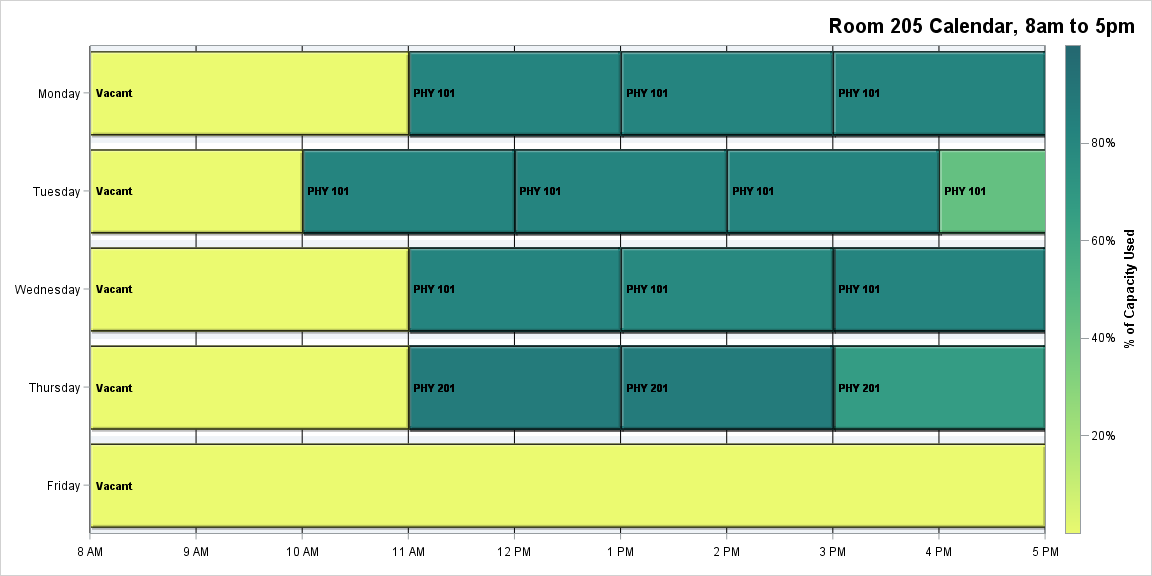 Room 205 Calendar, 8am to 5pm
Monday
Vacant
PHY 101
PHY 101
PHY 101
Tuesday
Vacant
PHY 101
PHY 101
PHY 101
PHY 101
Wednesday
Vacant
PHY 101
PHY 101
PHY 101
Thursday
Vacant
PHY 201
PHY 201
PHY 201
Friday
Vacant
8 AM
9 AM
10 AM
11 AM
12 PM
1 PM
2 PM
3 PM
4 PM
5 PM
80%
60%
40%
20%
% of Capacity Used